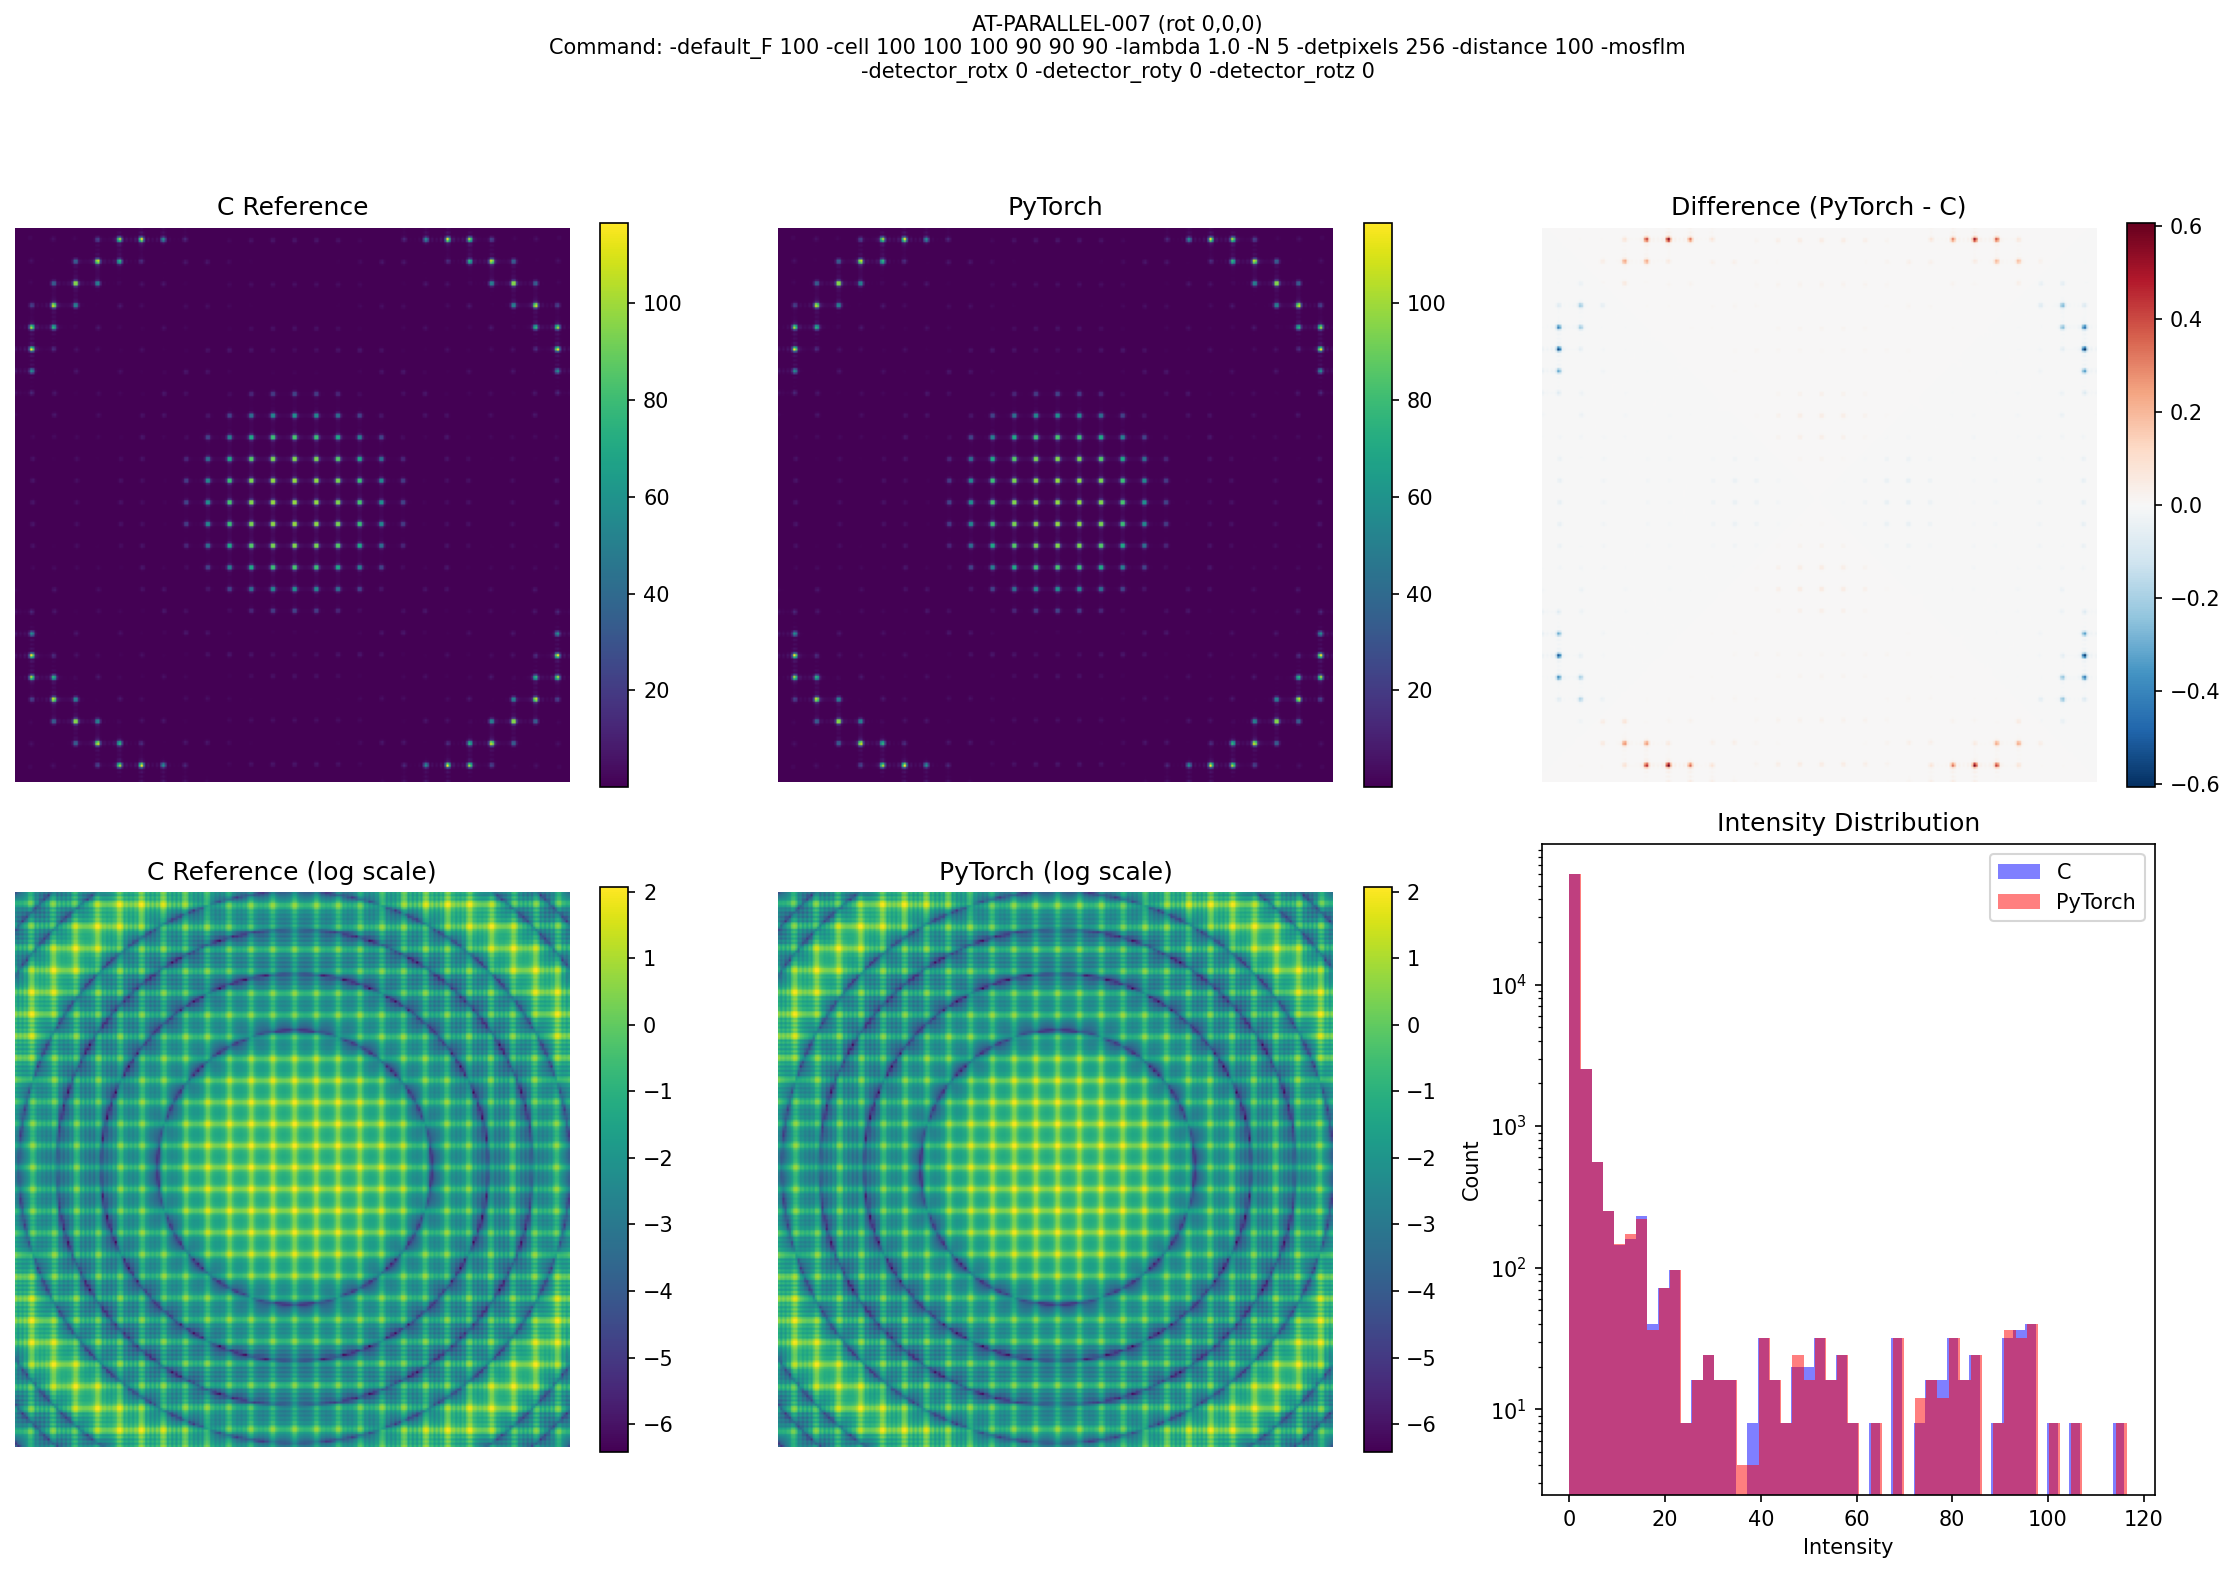 AT-PARALLEL-007 (rot 0,0,0)
Command: -default_F 100 -cell 100 100 100 90 90 90 -lambda 1.0 -N 5 -detpixels 256 -distance 100 -mosflm
-detector_rotx 0 -detector_roty 0 -detector_rotz 0
C Reference
100
80
60
40
20
PyTorch
100
80
60
40
20
Difference (PyTorch - C)
0.6
0.4
0.2
0.0
−0.2
−0.4
−0.6
C Reference (log scale)
2
1
0
−1
−2
−3
−4
−5
−6
PyTorch (log scale)
2
1
0
−1
−2
−3
−4
−5
−6
Intensity Distribution
C
PyTorch
Count
10⁴
10³
10²
10¹
0 20 40 60 80 100 120
Intensity